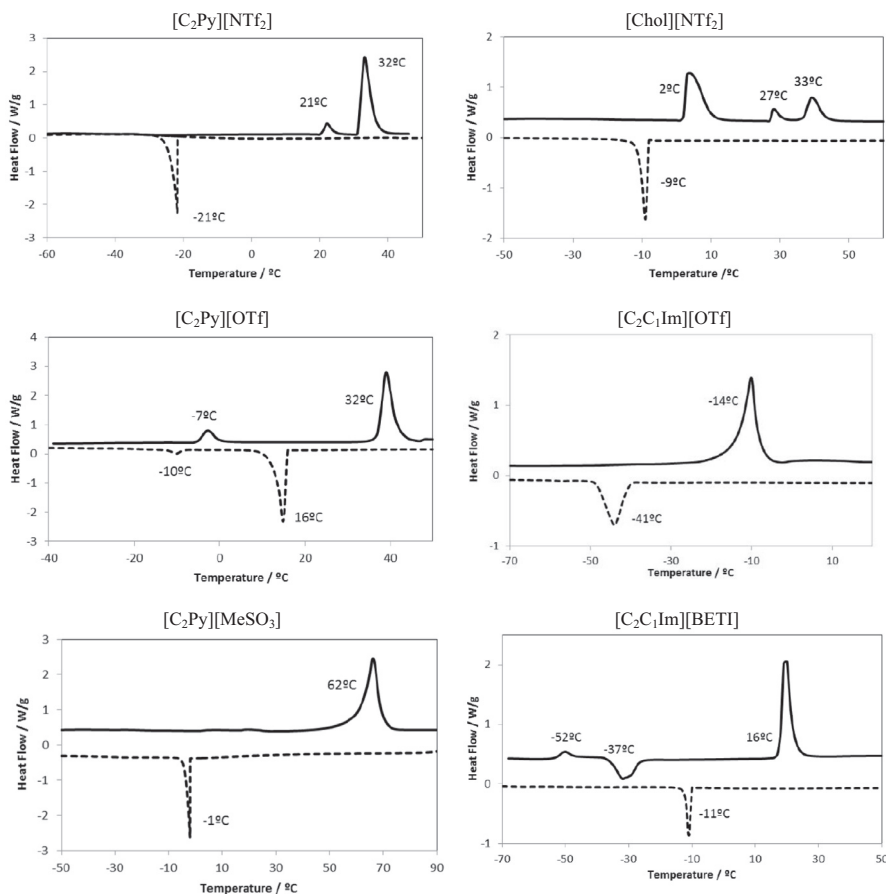 [C₂Py][NTf₂]
Heat Flow / W/g
3
2
1
0
-1
-2
-3
32ºC
21ºC
-21ºC
-60
-40
-20
0
20
40
Temperature / ºC
[Chol][NTf₂]
Heat Flow / W/g
2
1
0
-1
-2
2ºC
27ºC
33ºC
-9ºC
-50
-30
-10
10
30
50
Temperature / ºC
[C₂Py][OTf]
Heat Flow / W/g
4
3
2
1
0
-1
-2
-3
-7ºC
32ºC
-10ºC
16ºC
-40
-20
0
20
40
Temperature / ºC
[C₂C₁Im][OTf]
Heat Flow / W/g
2
1
0
-1
-14ºC
-41ºC
-70
-50
-30
-10
10
Temperature / ºC
[C₂Py][MeSO₃]
Heat Flow / W/g
3
2
1
0
-1
-2
-3
62ºC
-1ºC
-50
-30
-10
10
30
50
70
90
Temperature / ºC
[C₂C₁Im][BETI]
Heat Flow / W/g
2
1
0
-1
-52ºC
-37ºC
16ºC
-11ºC
-70
-50
-30
-10
10
30
50
Temperature / ºC